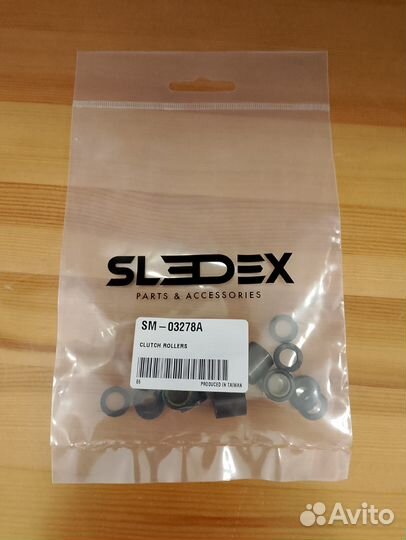 SLEDEX
PARTS & ACCESSORIES
SM-03278A
CLUTCH ROLLERS
PRODUCED IN TAIWAN
Avito